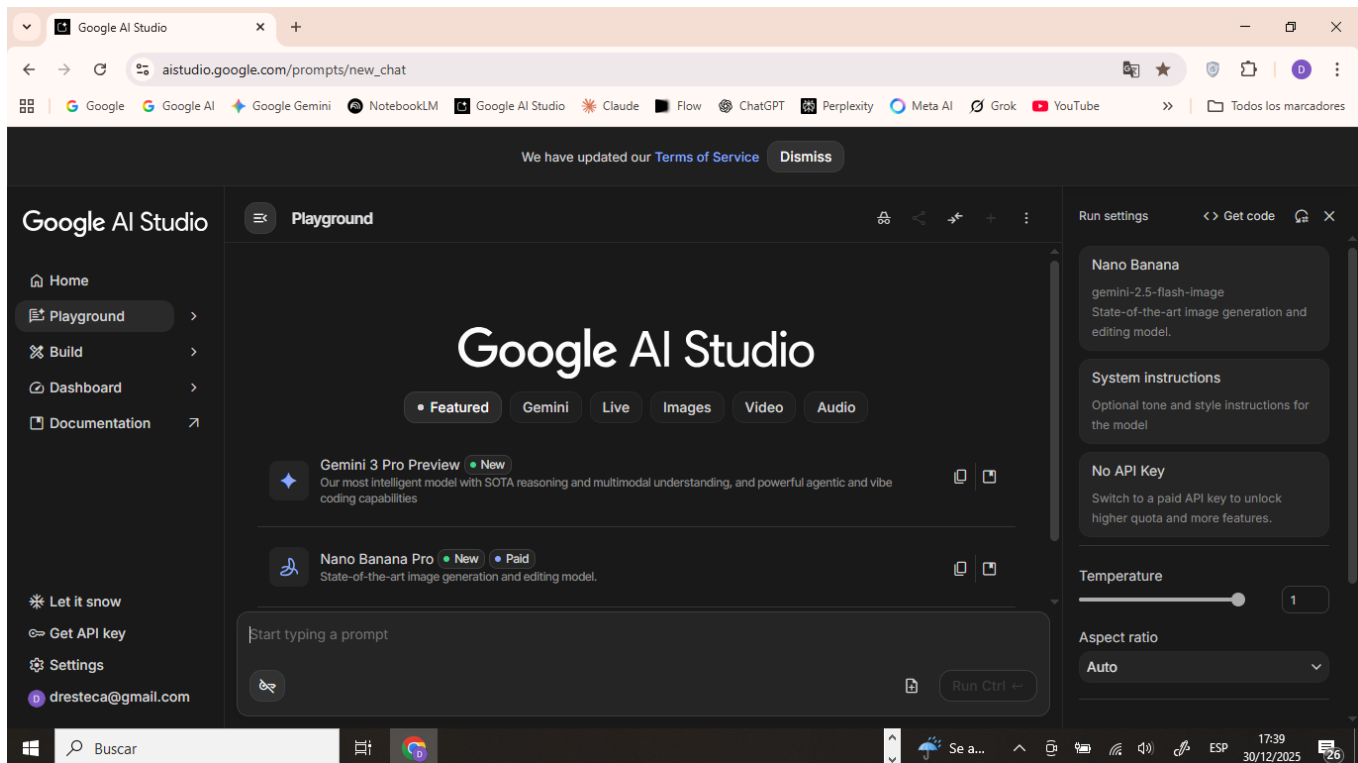 Google AI Studio
aistudio.google.com/prompts/new_chat
Google
Google AI
Google Gemini
NotebookLM
Google AI Studio
Claude
Flow
ChatGPT
Perplexity
Meta AI
Grok
YouTube
Todos los marcadores
We have updated our Terms of Service
Dismiss
Google AI Studio
Home
Playground
Build
Dashboard
Documentation
Let it snow
Get API key
Settings
D dresteca@gmail.com
Playground
Google AI Studio
Featured
Gemini
Live
Images
Video
Audio
Gemini 3 Pro Preview New
Our most intelligent model with SOTA reasoning and multimodal understanding, and powerful agentic and vibe
coding capabilities
Nano Banana Pro New Paid
State-of-the-art image generation and editing model.
Start typing a prompt
Run Ctrl
Run settings
Get code
Nano Banana
gemini-2.5-flash-image
State-of-the-art image generation and
editing model.
System instructions
Optional tone and style instructions for
the model
No API Key
Switch to a paid API key to unlock
higher quota and more features.
Temperature
1
Aspect ratio
Auto
Buscar
Se a...
ESP
17:39
30/12/2025
26